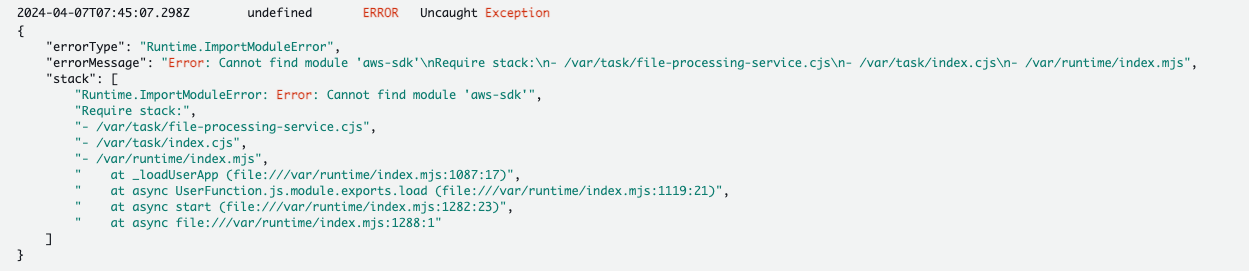 2024-04-07T07:45:07.298Z undefined ERROR Uncaught Exception
{
"errorType": "Runtime.ImportModuleError",
"errorMessage": "Error: Cannot find module 'aws-sdk'\nRequire stack:\n- /var/task/file-processing-service.cjs\n- /var/task/index.cjs\n- /var/runtime/index.mjs",
"stack": [
"Runtime.ImportModuleError: Error: Cannot find module 'aws-sdk'",
"Require stack:",
"- /var/task/file-processing-service.cjs",
"- /var/task/index.cjs",
"- /var/runtime/index.mjs",
"    at _loadUserApp (file:///var/runtime/index.mjs:1087:17)",
"    at async UserFunction.js.module.exports.load (file:///var/runtime/index.mjs:1119:21)",
"    at async start (file:///var/runtime/index.mjs:1282:23)",
"    at async file:///var/runtime/index.mjs:1288:1"
]
}